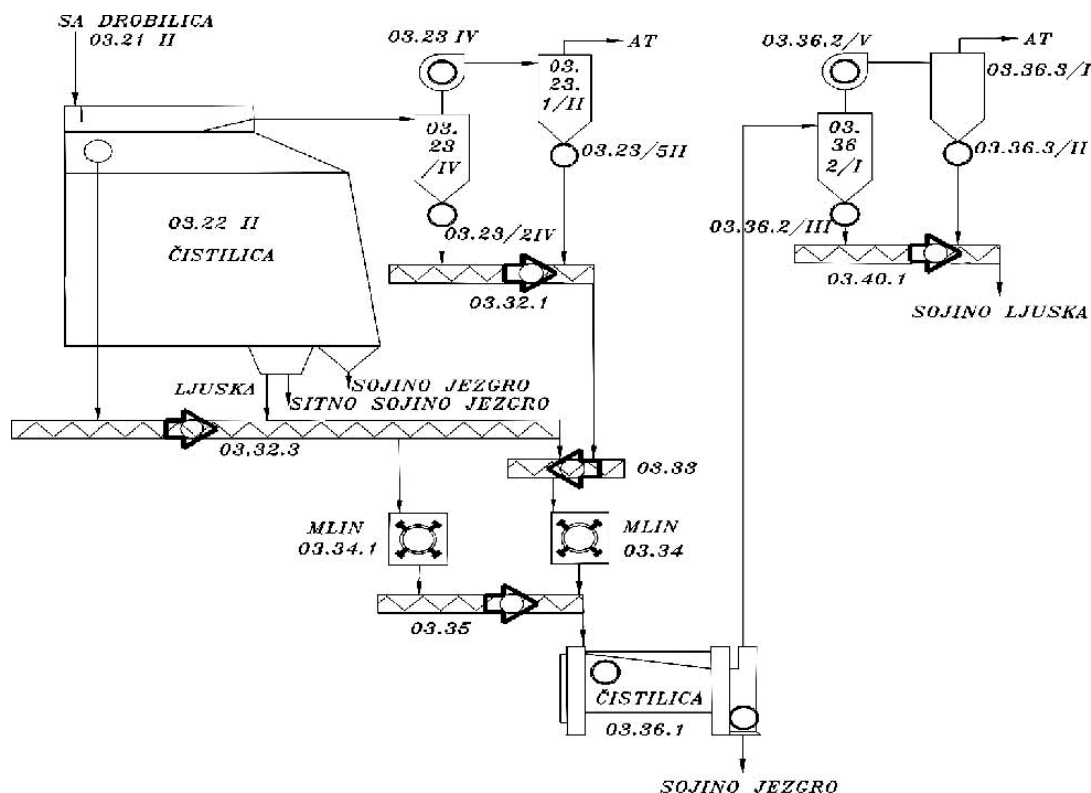 SA DROBILICA
03.21 II
03.23 IV
AT
03.36.2/V
AT
03.
23.
1/II
03.36.3/I
03.
23
/IV
03.
36
2/I
03.23/5II
03.36.3/II
03.22 II
ČISTILICA
03.23/2IV
03.36.2/III
03.32.1
03.40.1
SOJINO LJUSKA
LJUSKA
SOJINO JEZGRO
SITNO SOJINO JEZGRO
03.32.3
03.33
MLIN
03.34.1
MLIN
03.34
03.35
ČISTILICA
03.36.1
SOJINO JEZGRO